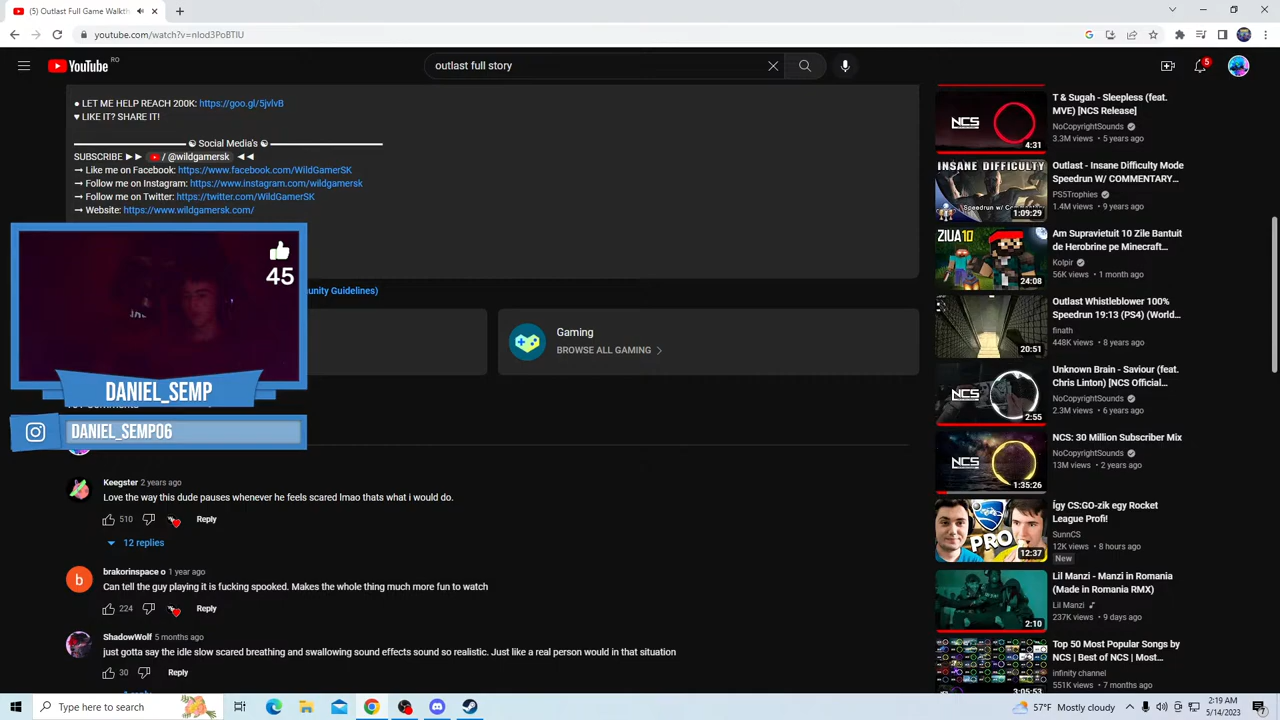 (5) Outlast Full Game Walkth
youtube.com/watch?v=nIod3PoBTIU
YouTube RO
outlast full story
5
● LET ME HELP REACH 200K: https://goo.gl/5jvlvB
♥ LIKE IT? SHARE IT!
☯ Social Media's ☯
SUBSCRIBE ►► / @wildgamersk ◄◄
→ Like me on Facebook: https://www.facebook.com/WildGamerSK
→ Follow me on Instagram: https://www.instagram.com/wildgamersk
→ Follow me on Twitter: https://twitter.com/WildGamerSK
→ Website: https://www.wildgamersk.com/
45
unity Guidelines)
Gaming
BROWSE ALL GAMING
DANIEL_SEMP
DANIEL_SEMP06
Keegster 2 years ago
Love the way this dude pauses whenever he feels scared lmao thats what i would do.
510 Reply
12 replies
b
brakorinspace o 1 year ago
Can tell the guy playing it is fucking spooked. Makes the whole thing much more fun to watch
224 Reply
ShadowWolf 5 months ago
just gotta say the idle slow scared breathing and swallowing sound effects sound so realistic. Just like a real person would in that situation
30 Reply
NCS
4:31
T & Sugah - Sleepless (feat.
MVE) [NCS Release]
NoCopyrightSounds
3.3M views • 5 years ago
INSANE DIFFICULTY
Speedrun w/ COMMENTARY
1:09:29
Outlast - Insane Difficulty Mode
Speedrun W/ COMMENTARY...
PS5Trophies
1.4M views • 9 years ago
ZIUA 10
24:08
Am Supravietuit 10 Zile Bantuit
de Herobrine pe Minecraft...
Kolpir
56K views • 1 month ago
20:51
Outlast Whistleblower 100%
Speedrun 19:13 (PS4) (World...
finath
448K views • 8 years ago
NCS
2:55
Unknown Brain - Saviour (feat.
Chris Linton) [NCS Official...
NoCopyrightSounds
2.3M views • 6 years ago
NCS
1:35:26
NCS: 30 Million Subscriber Mix
NoCopyrightSounds
13M views • 2 years ago
PRO
12:37
Így CS:GO-zik egy Rocket
League Profi!
SunnCS
12K views • 8 hours ago
New
2:10
Lil Manzi - Manzi in Romania
(Made in Romania RMX)
Lil Manzi
237K views • 9 days ago
3:05:53
Top 50 Most Popular Songs by
NCS | Best of NCS | Most...
infinity channel
551K views • 7 months ago
Type here to search
57°F Mostly cloudy
2:19 AM
5/14/2023